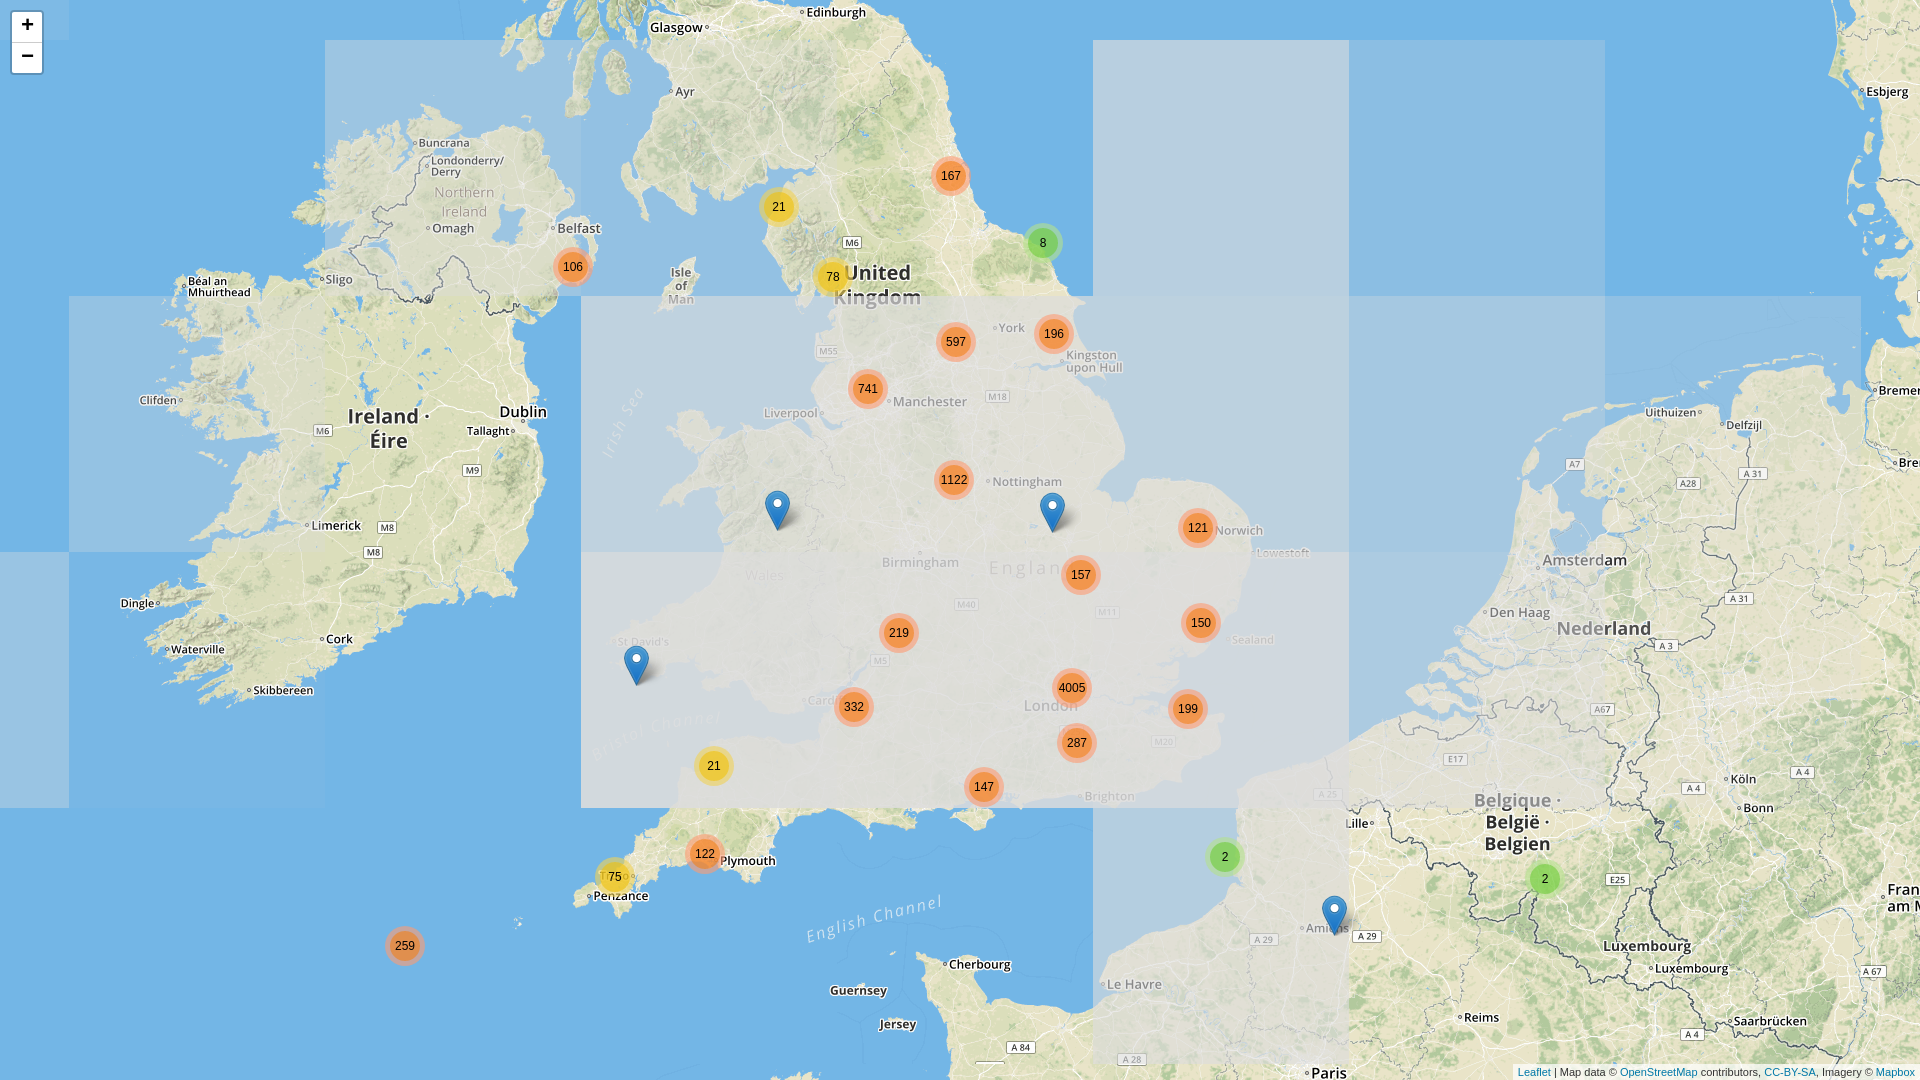 +
−
Edinburgh
Glasgow
Ayr
Esbjerg
Buncrana
Londonderry/
Derry
Northern
Ireland
Omagh
Belfast
167
21
8
M6
106
78
United
Kingdom
Isle
of
Man
Sligo
Béal an
Mhuirthead
York
196
597
M55
Kingston
upon Hull
741
Manchester
M18
Liverpool
Irish Sea
Clifden
Ireland ·
Éire
Dublin
Tallaght
M6
M9
Uithuizen
Delfzijl
Breme
Bre
A7
A 31
A28
1122
Nottingham
121
Norwich
Lowestoft
Limerick
M8
M8
Birmingham
England
Wales
157
Amsterdam
M40
M11
A 31
Dingle
Cork
Waterville
Skibbereen
St David's
219
150
Sealand
Den Haag
Nederland
A 3
M5
4005
London
332
199
A67
Bristol Channel
287
M20
E17
21
147
Brighton
A 25
Köln
A 4
A 4
Bonn
Belgique ·
België ·
Belgien
Lille
122
Plymouth
75
Penzance
2
2
E25
Fran
am M
259
English Channel
Amiens
A 29
A 29
Luxembourg
Luxembourg
A 67
Cherbourg
Le Havre
Guernsey
Jersey
Reims
Saarbrücken
A 84
A 28
A 4
Paris
Leaflet | Map data © OpenStreetMap contributors, CC-BY-SA, Imagery © Mapbox